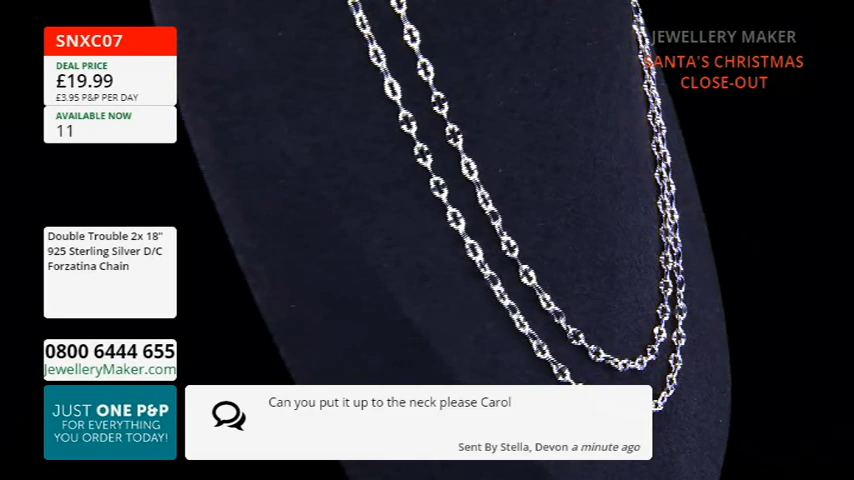 SNXC07
DEAL PRICE
£19.99
£3.95 P&P PER DAY
AVAILABLE NOW
11
JEWELLERY MAKER
SANTA'S CHRISTMAS
CLOSE-OUT
Double Trouble 2x 18"
925 Sterling Silver D/C
Forzatina Chain
0800 6444 655
JewelleryMaker.com
JUST ONE P&P
FOR EVERYTHING
YOU ORDER TODAY!
Can you put it up to the neck please Carol
Sent By Stella, Devon a minute ago